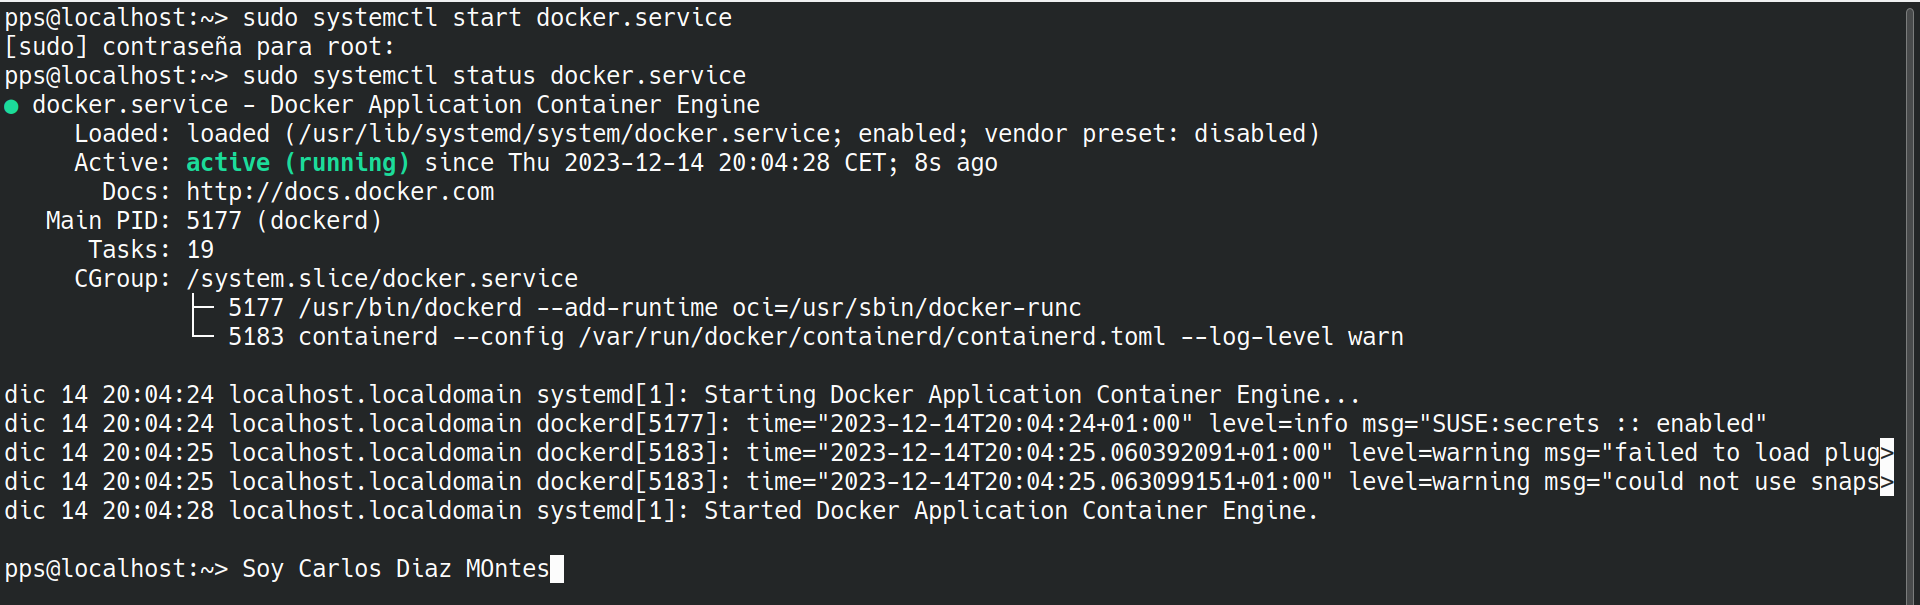 pps@localhost:~> sudo systemctl start docker.service
[sudo] contraseña para root:
pps@localhost:~> sudo systemctl status docker.service
● docker.service - Docker Application Container Engine
     Loaded: loaded (/usr/lib/systemd/system/docker.service; enabled; vendor preset: disabled)
     Active: active (running) since Thu 2023-12-14 20:04:28 CET; 8s ago
       Docs: http://docs.docker.com
   Main PID: 5177 (dockerd)
      Tasks: 19
     CGroup: /system.slice/docker.service
             ├─ 5177 /usr/bin/dockerd --add-runtime oci=/usr/sbin/docker-runc
             └─ 5183 containerd --config /var/run/docker/containerd/containerd.toml --log-level warn
dic 14 20:04:24 localhost.localdomain systemd[1]: Starting Docker Application Container Engine...
dic 14 20:04:24 localhost.localdomain dockerd[5177]: time="2023-12-14T20:04:24+01:00" level=info msg="SUSE:secrets :: enabled"
dic 14 20:04:25 localhost.localdomain dockerd[5183]: time="2023-12-14T20:04:25.060392091+01:00" level=warning msg="failed to load plug>
dic 14 20:04:25 localhost.localdomain dockerd[5183]: time="2023-12-14T20:04:25.063099151+01:00" level=warning msg="could not use snaps>
dic 14 20:04:28 localhost.localdomain systemd[1]: Started Docker Application Container Engine.
pps@localhost:~> Soy Carlos Diaz MOntes